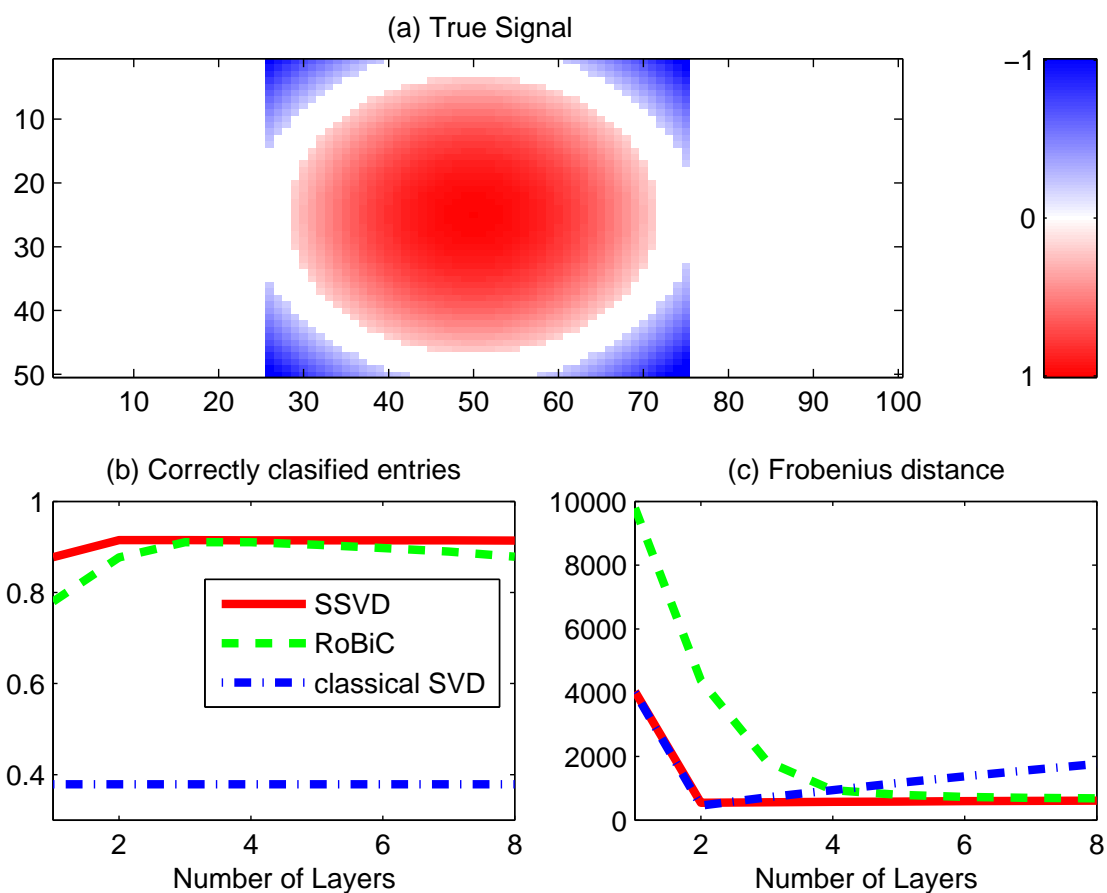 (a) True Signal
10
20
30
40
50
10 20 30 40 50 60 70 80 90 100
−1
0
1
(b) Correctly clasified entries
1
0.8
0.6
0.4
2 4 6 8
Number of Layers
SSVD
RoBiC
classical SVD
(c) Frobenius distance
10000
8000
6000
4000
2000
0
2 4 6 8
Number of Layers